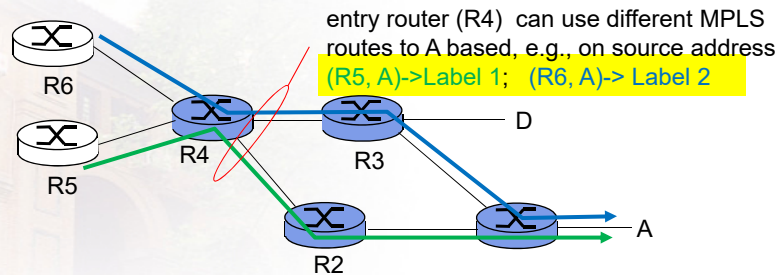 entry router (R4) can use different MPLS
routes to A based, e.g., on source address
(R5, A)->Label 1; (R6, A)-> Label 2
R6
D
R4
R3
R5
A
R2